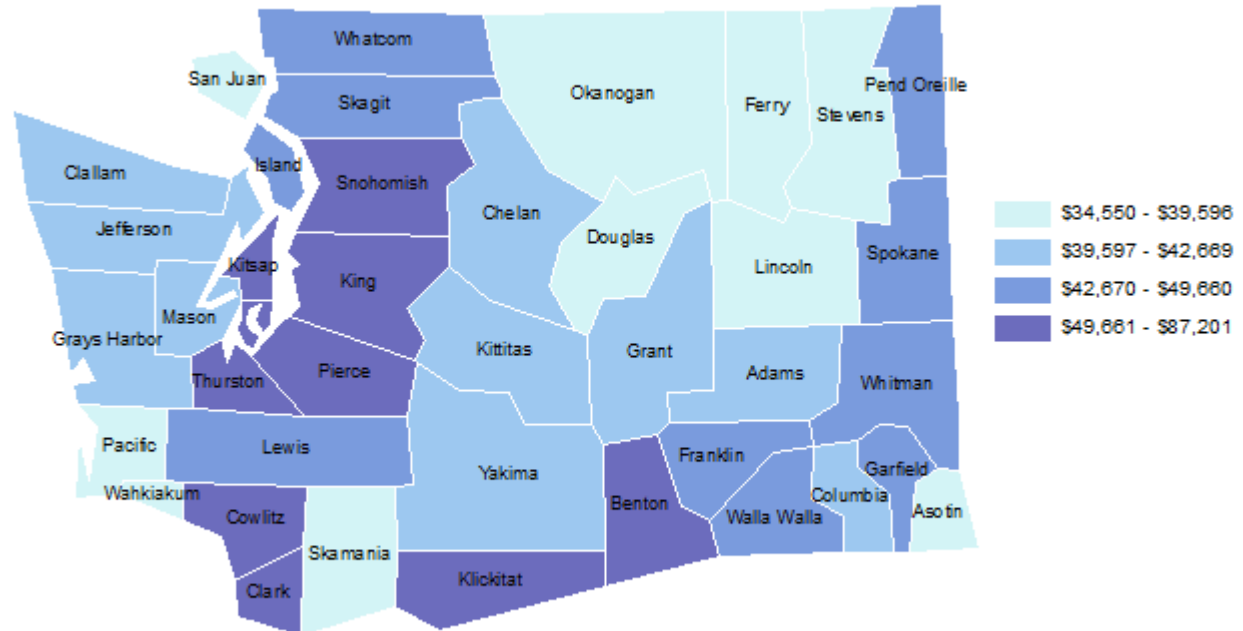 Whatcom
San Juan
Skagit
Okanogan
Ferry
Stevens
Pend Oreille
Island
Clallam
Snohomish
Chelan
Jefferson
Douglas
Kitsap
King
Lincoln
Spokane
Mason
Grays Harbor
Kittitas
Grant
Adams
Thurston
Pierce
Whitman
Pacific
Lewis
Yakima
Franklin
Garfield
Wahkiakum
Columbia
Cowlitz
Benton
Walla Walla
Asotin
Skamania
Klickitat
Clark
$34,550 - $39,596
$39,597 - $42,669
$42,670 - $49,660
$49,661 - $87,201